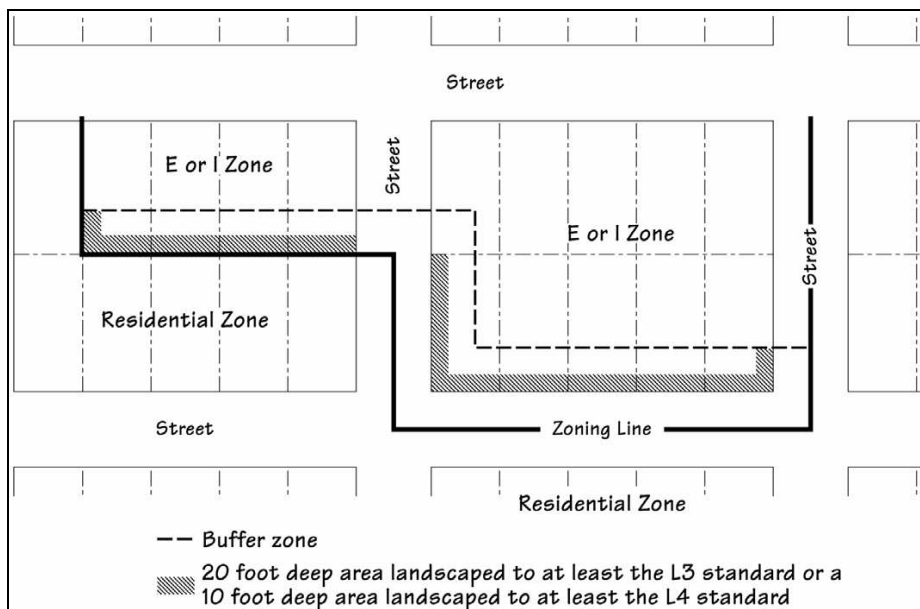 Street
E or I Zone
Street
E or I Zone
Street
Residential Zone
Street
Zoning Line
Residential Zone
Buffer zone
20 foot deep area landscaped to at least the L3 standard or a
10 foot deep area landscaped to at least the L4 standard